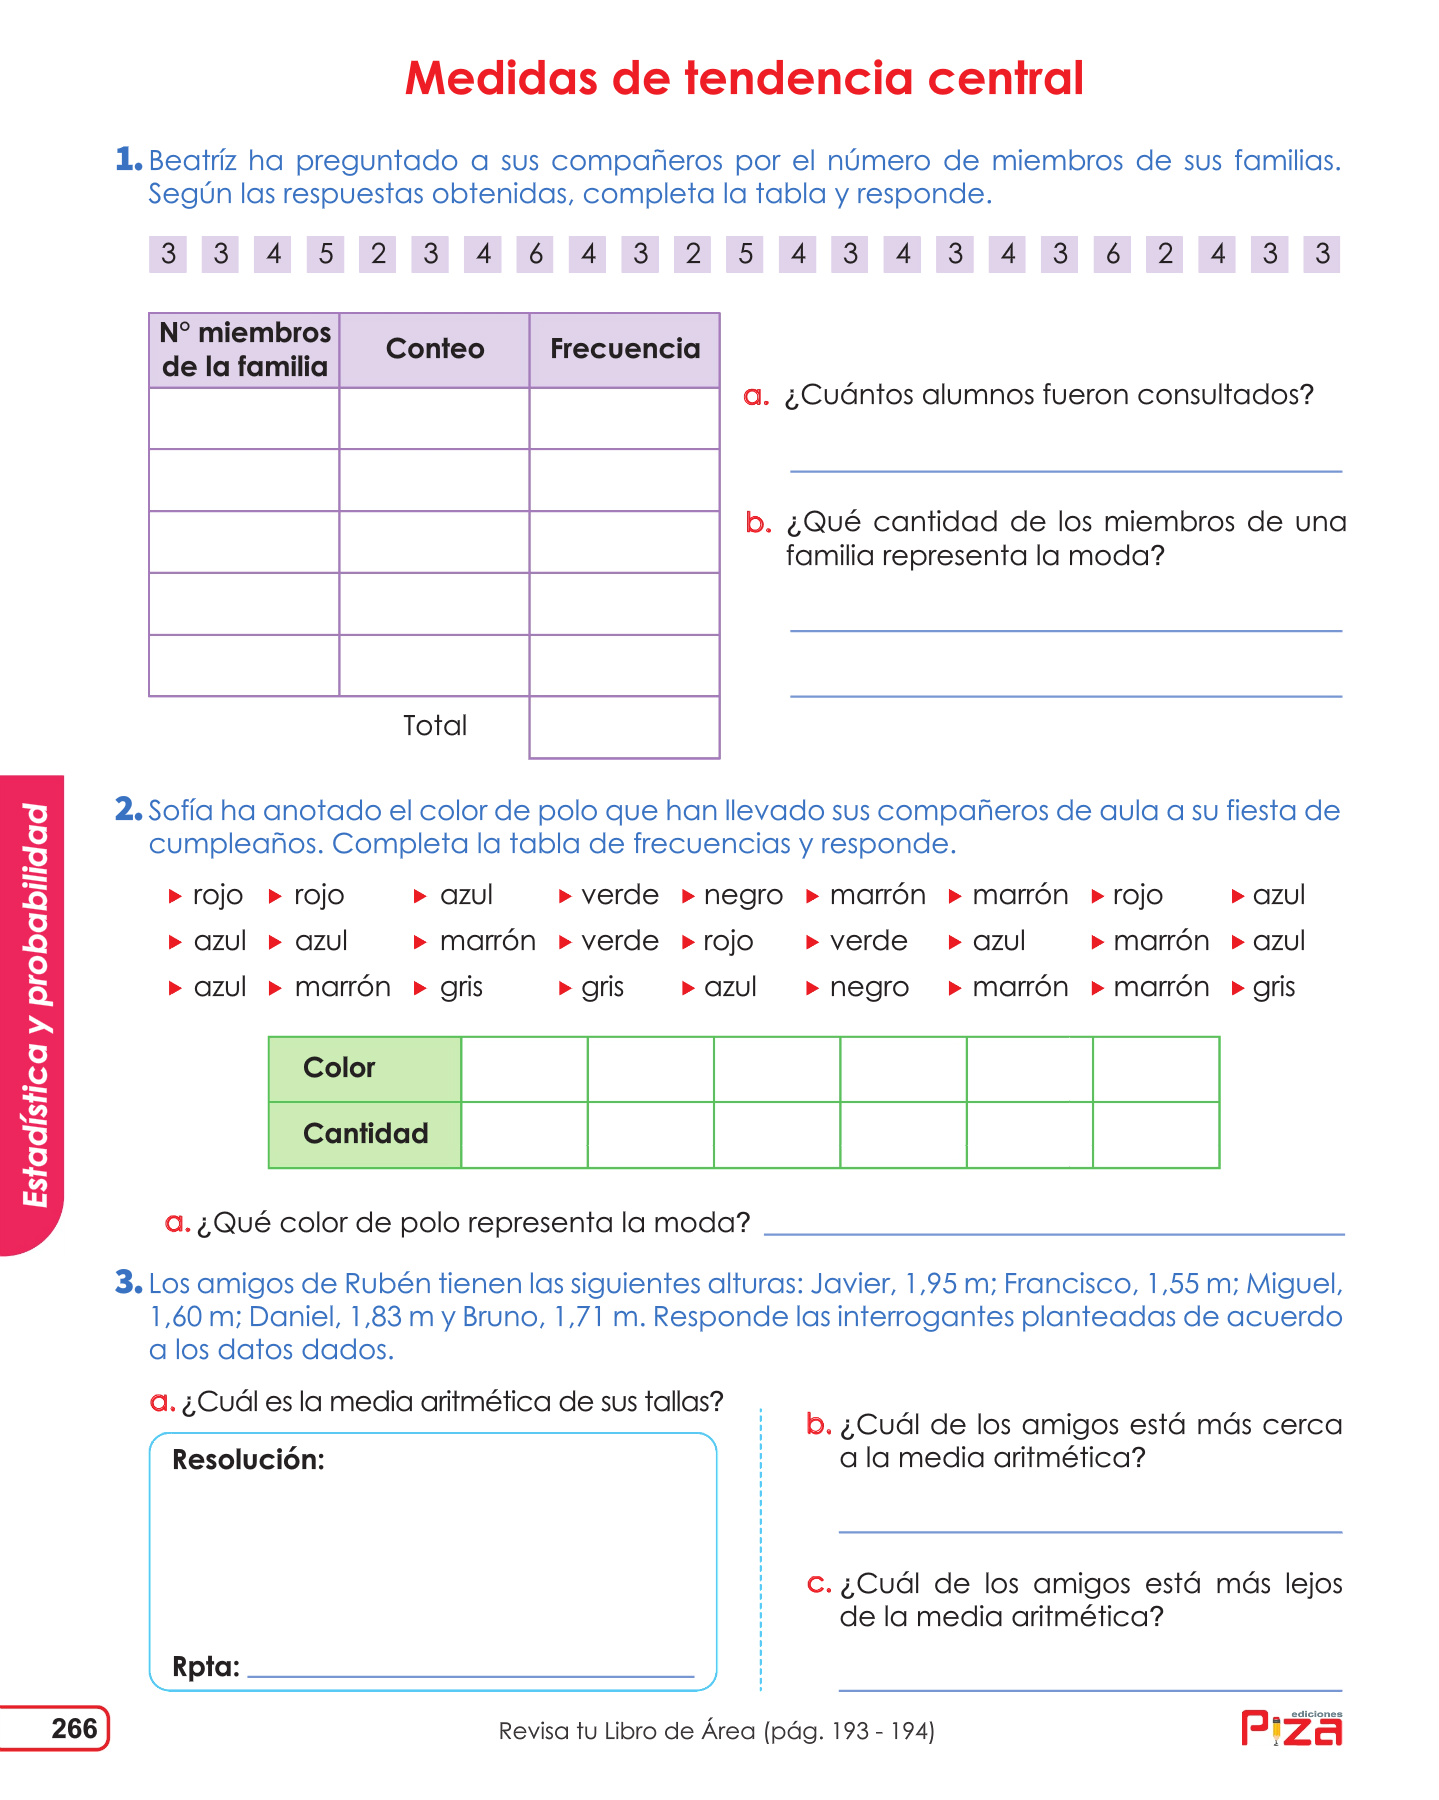 Medidas de tendencia central
1. Beatríz ha preguntado a sus compañeros por el número de miembros de sus familias.
Según las respuestas obtenidas, completa la tabla y responde.
3 3 4 5 2 3 4 6 4 3 2 5 4 3 4 3 4 3 6 2 4 3 3
N° miembros
de la familia
Conteo
Frecuencia
Total
a. ¿Cuántos alumnos fueron consultados?
b. ¿Qué cantidad de los miembros de una
familia representa la moda?
2. Sofía ha anotado el color de polo que han llevado sus compañeros de aula a su fiesta de
cumpleaños. Completa la tabla de frecuencias y responde.
rojo rojo azul verde negro marrón marrón rojo azul
azul azul marrón verde rojo verde azul marrón azul
azul marrón gris gris azul negro marrón marrón gris
Color
Cantidad
a. ¿Qué color de polo representa la moda?
3. Los amigos de Rubén tienen las siguientes alturas: Javier, 1,95 m; Francisco, 1,55 m; Miguel,
1,60 m; Daniel, 1,83 m y Bruno, 1,71 m. Responde las interrogantes planteadas de acuerdo
a los datos dados.
a. ¿Cuál es la media aritmética de sus tallas?
Resolución:
Rpta:
b. ¿Cuál de los amigos está más cerca
a la media aritmética?
c. ¿Cuál de los amigos está más lejos
de la media aritmética?
Estadística y probabilidad
266
Revisa tu Libro de Área (pág. 193 - 194)
ediciones
Piza